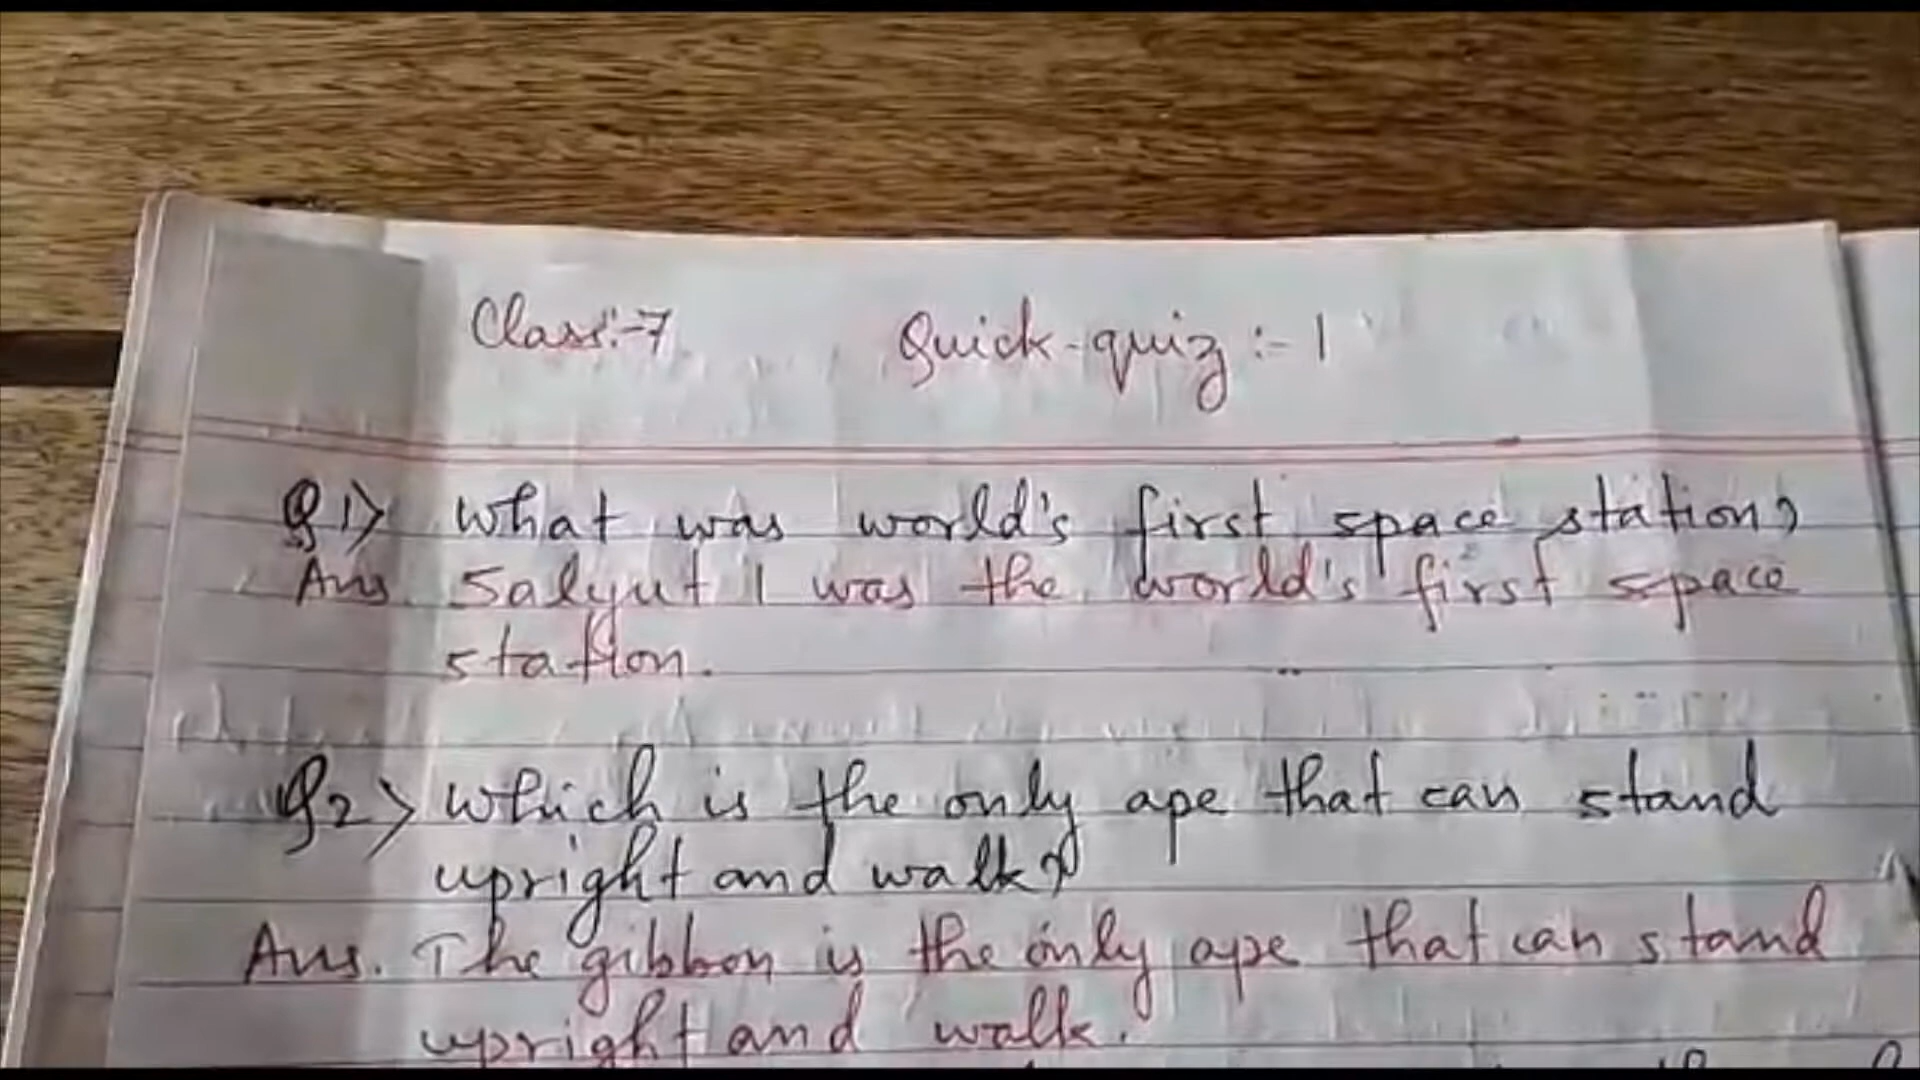 Class:-7 Quick-quiz:-1
Q1> What was world's first space station?
Ans Salyut 1 was the world's first space
station.
Q2> Which is the only ape that can stand
upright and walk?
Ans. The gibbon is the only ape that can stand
upright and walk.